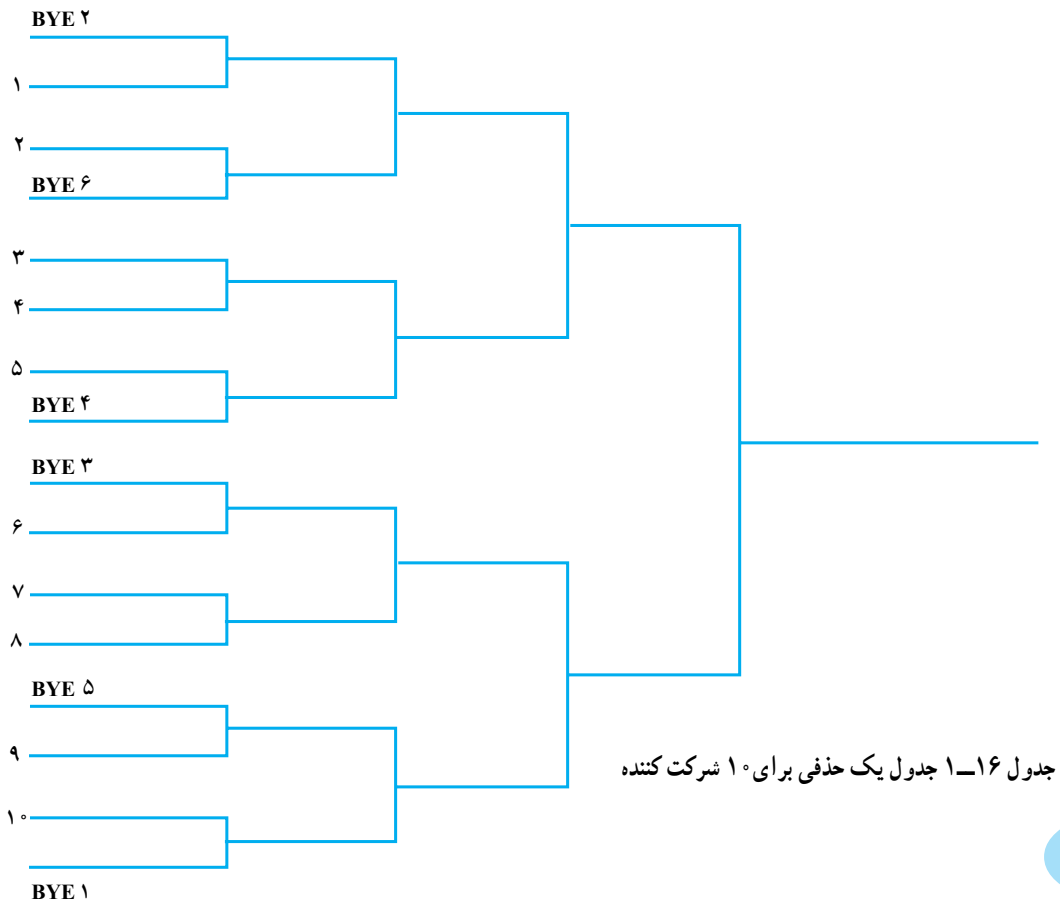 BYE ۲
۱
۲
BYE ۶
۳
۴
۵
BYE ۴
BYE ۳
۶
۷
۸
BYE ۵
۹
جدول ۱۶ــ۱ جدول یک حذفی برای ۱۰ شرکت کننده
۱۰
BYE ۱